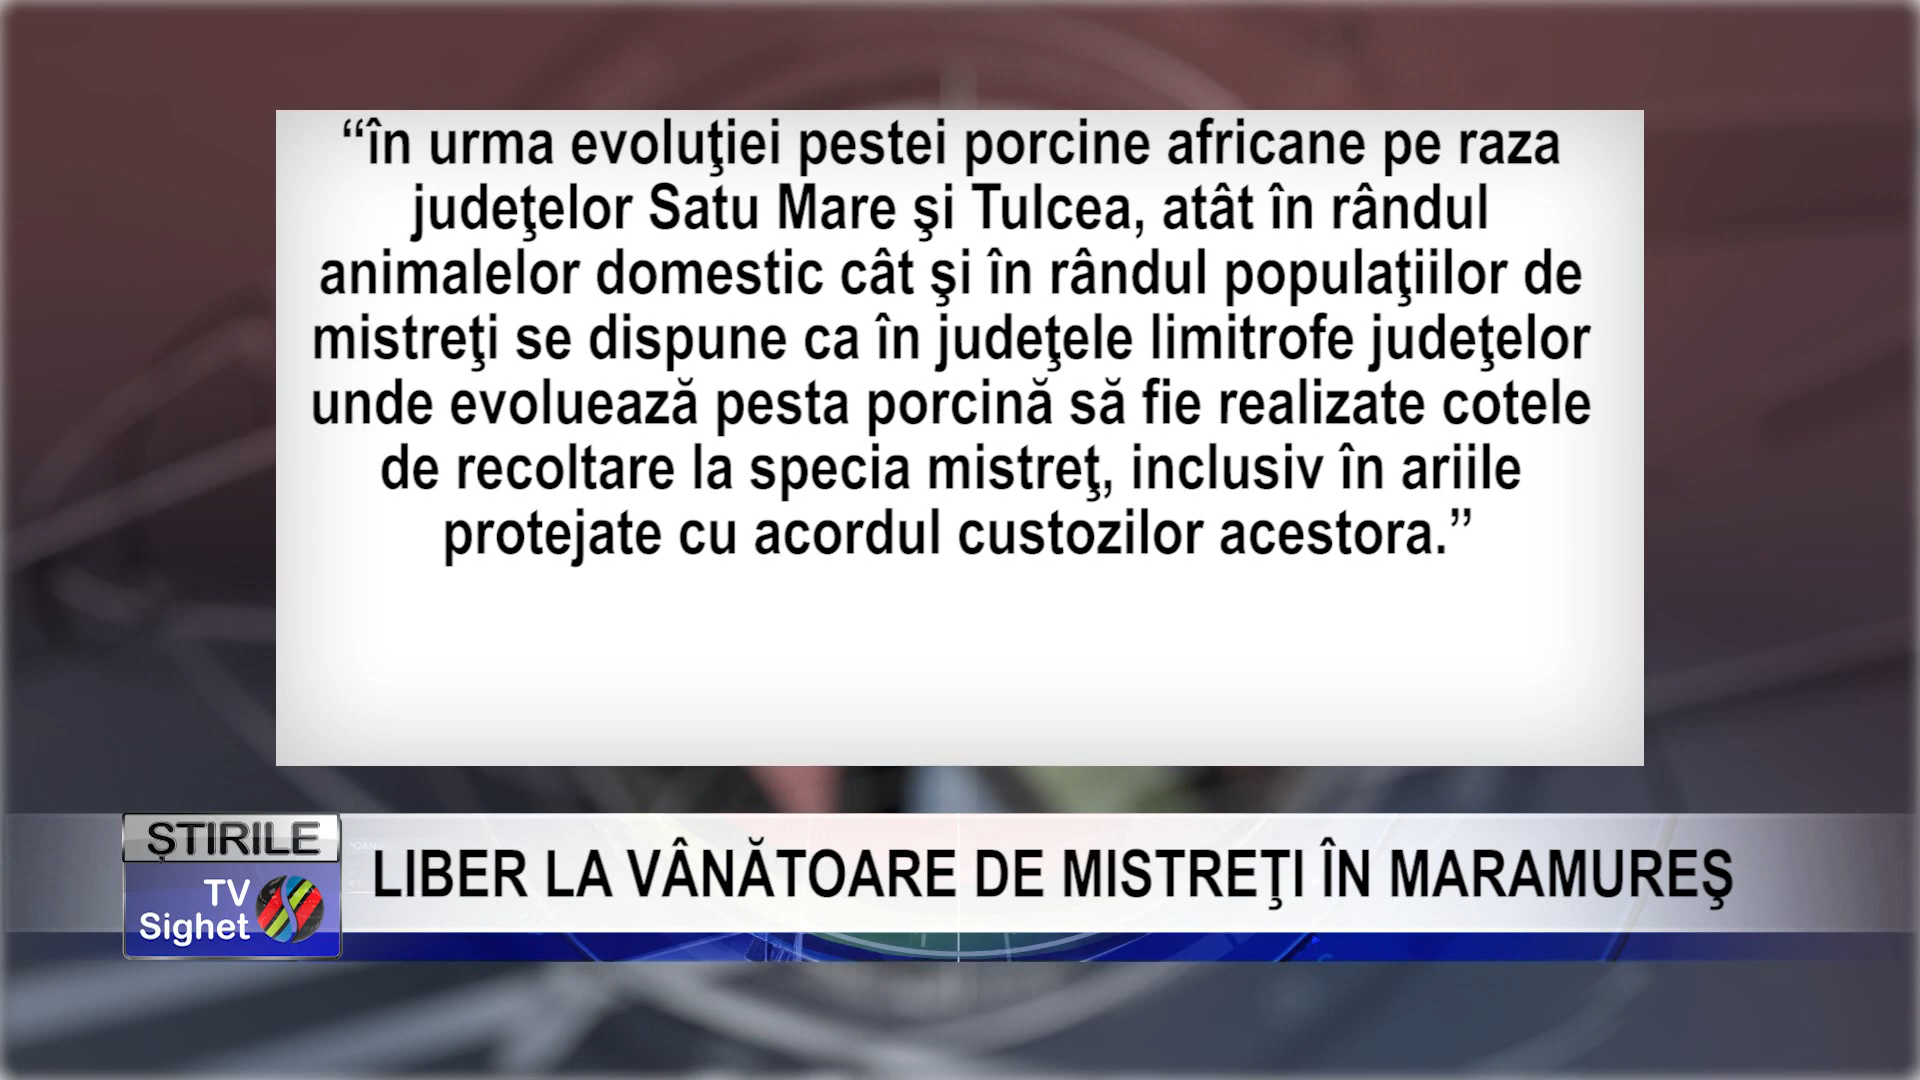 “în urma evoluţiei pestei porcine africane pe raza
judeţelor Satu Mare şi Tulcea, atât în rândul
animalelor domestic cât şi în rândul populaţiilor de
mistreţi se dispune ca în judeţele limitrofe judeţelor
unde evoluează pesta porcină să fie realizate cotele
de recoltare la specia mistreţ, inclusiv în ariile
protejate cu acordul custozilor acestora.”
ȘTIRILE
TV
Sighet
LIBER LA VÂNĂTOARE DE MISTREŢI ÎN MARAMUREŞ